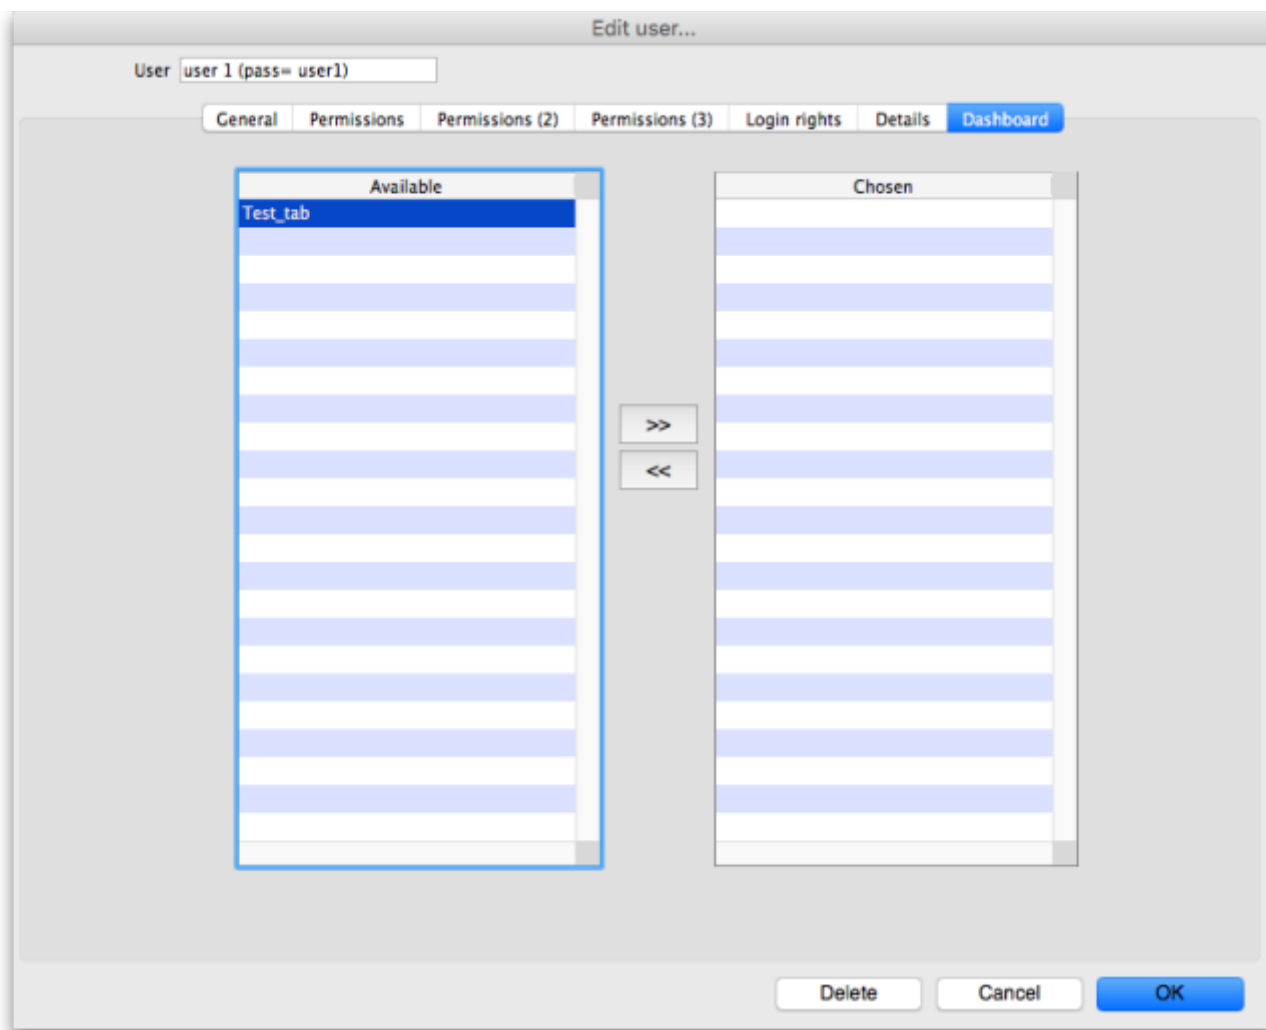 Edit user...
User user 1 (pass= user1)
General Permissions Permissions (2) Permissions (3) Login rights Details Dashboard
Available Chosen
Test_tab
>>
<<
Delete Cancel OK